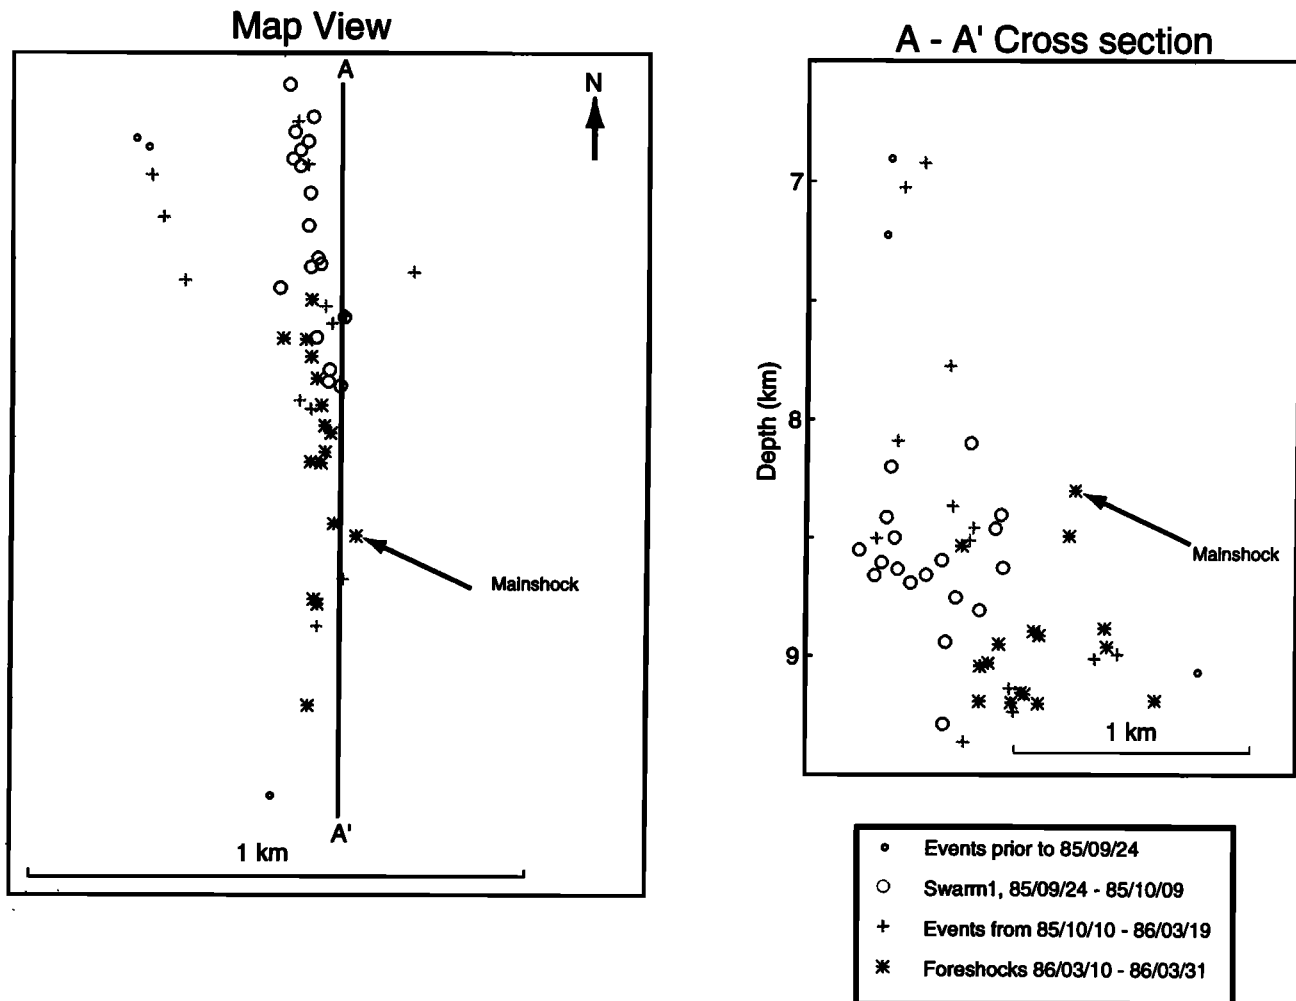 Map View
A
N
Mainshock
A'
1 km
A - A' Cross section
7
8
9
Depth (km)
Mainshock
1 km
Events prior to 85/09/24
Swarm1, 85/09/24 - 85/10/09
Events from 85/10/10 - 86/03/19
Foreshocks 86/03/10 - 86/03/31